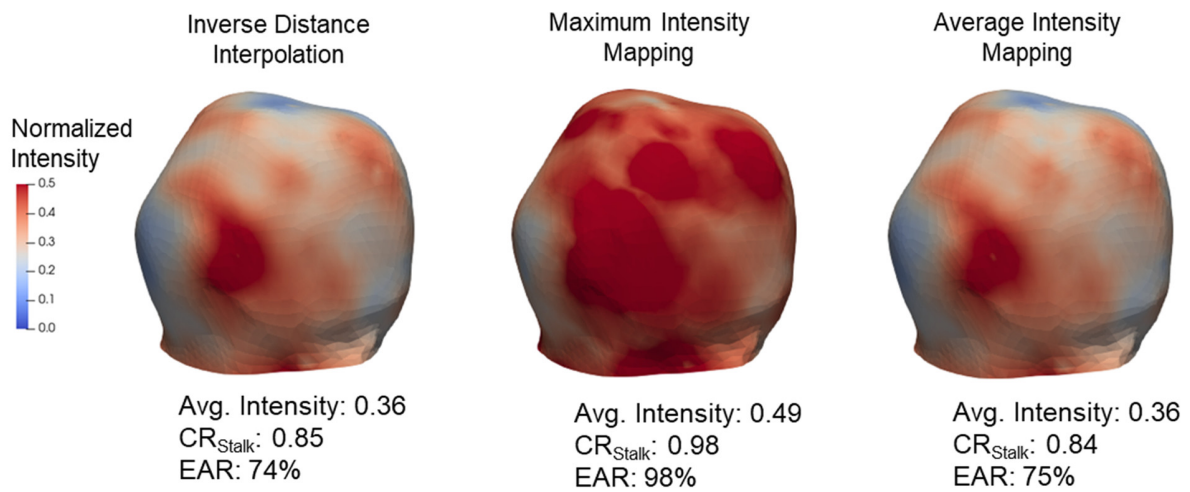 Inverse Distance
Interpolation
Maximum Intensity
Mapping
Average Intensity
Mapping
Normalized
Intensity
0.5
0.4
0.3
0.2
0.1
0.0
Avg. Intensity: 0.36
CRStalk: 0.85
EAR: 74%
Avg. Intensity: 0.49
CRStalk: 0.98
EAR: 98%
Avg. Intensity: 0.36
CRStalk: 0.84
EAR: 75%